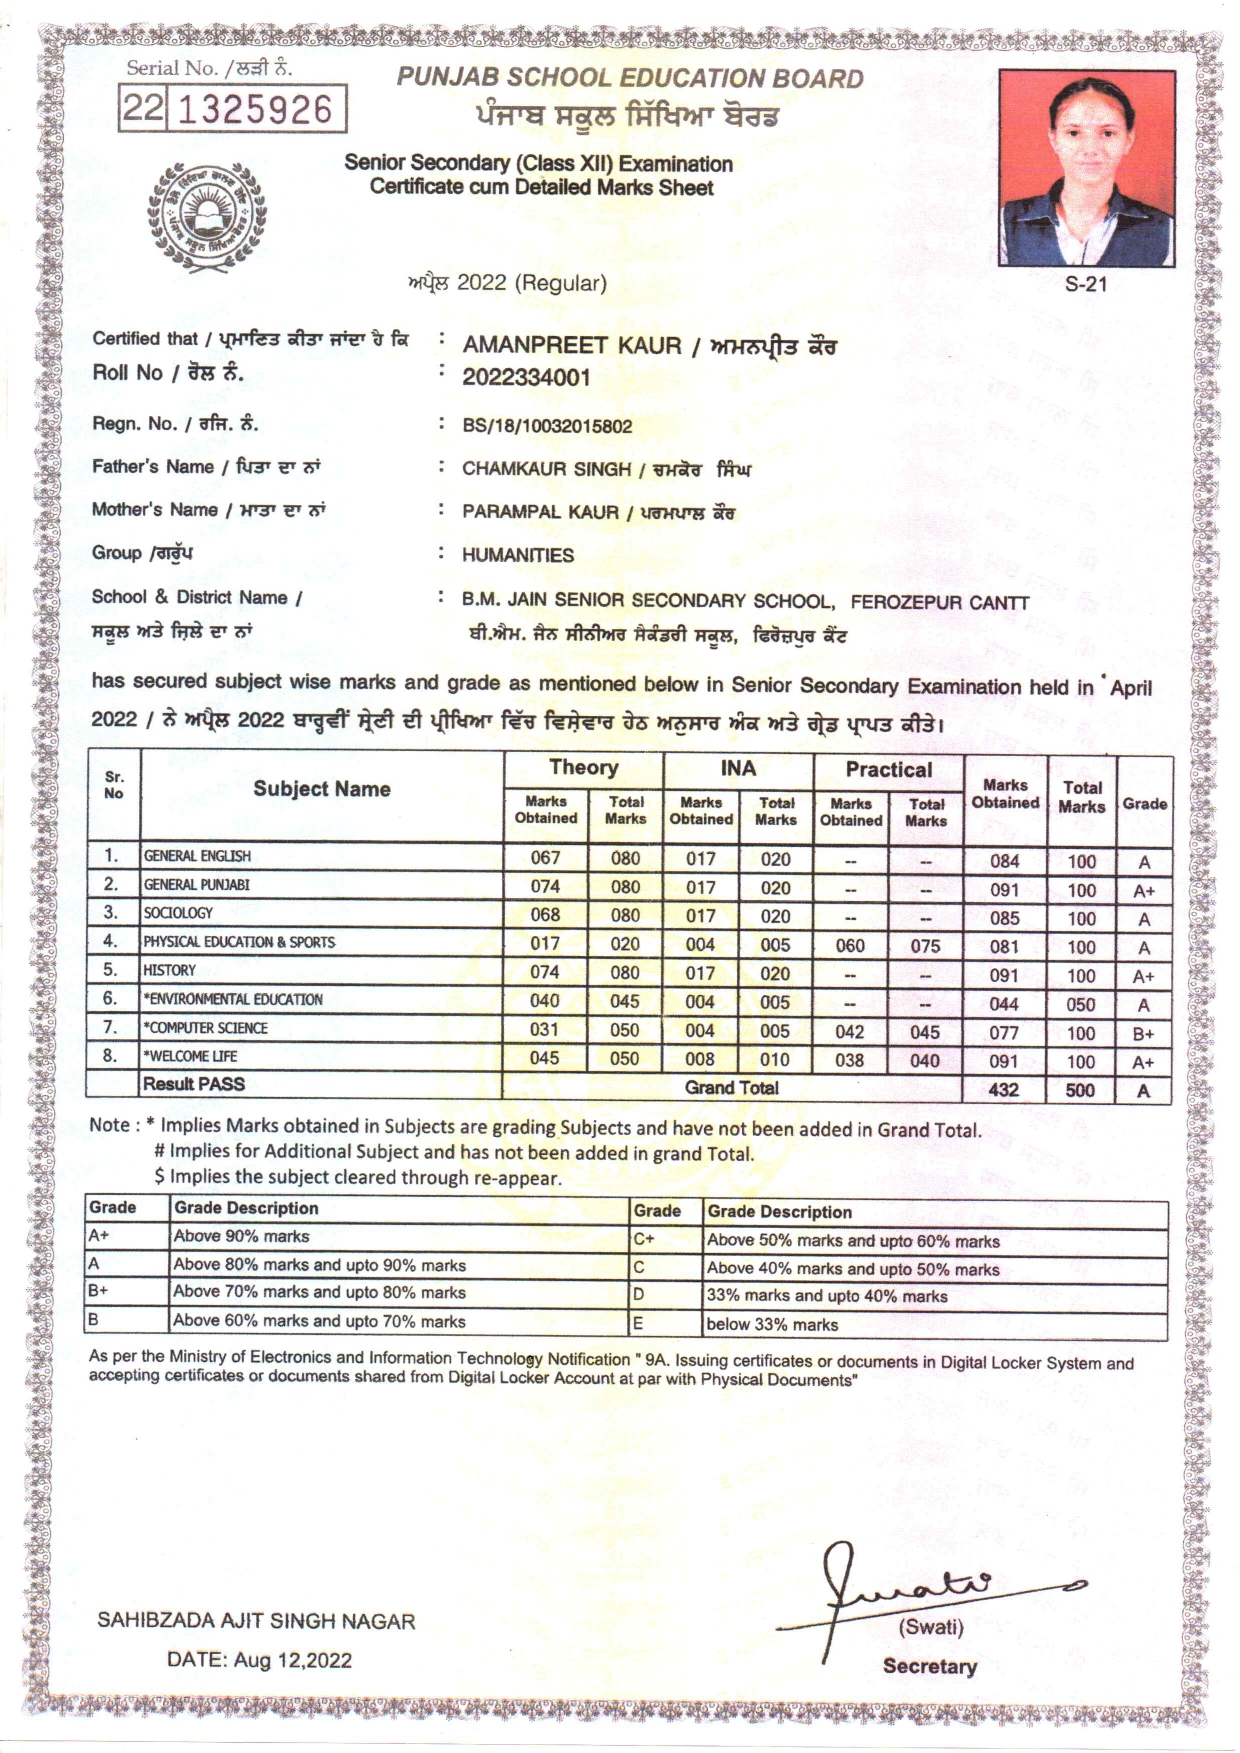 Serial No. /ਲੜੀ ਨੰ.
22 1325926
PUNJAB SCHOOL EDUCATION BOARD
ਪੰਜਾਬ ਸਕੂਲ ਸਿੱਖਿਆ ਬੋਰਡ
Senior Secondary (Class XII) Examination
Certificate cum Detailed Marks Sheet
ਪੰਜਾਬ ਸਕੂਲ ਸਿੱਖਿਆ ਬੋਰਡ
S-21
ਅਪ੍ਰੈਲ 2022 (Regular)
Certified that / ਪ੍ਰਮਾਣਿਤ ਕੀਤਾ ਜਾਂਦਾ ਹੈ ਕਿ : AMANPREET KAUR / ਅਮਨਪ੍ਰੀਤ ਕੌਰ
Roll No / ਰੋਲ ਨੰ. : 2022334001
Regn. No. / ਰਜਿ. ਨੰ. : BS/18/10032015802
Father's Name / ਪਿਤਾ ਦਾ ਨਾਂ : CHAMKAUR SINGH / ਚਮਕੋਰ ਸਿੰਘ
Mother's Name / ਮਾਤਾ ਦਾ ਨਾਂ : PARAMPAL KAUR / ਪਰਮਪਾਲ ਕੌਰ
Group /ਗਰੁੱਪ : HUMANITIES
School & District Name / : B.M. JAIN SENIOR SECONDARY SCHOOL, FEROZEPUR CANTT
ਸਕੂਲ ਅਤੇ ਜ਼ਿਲੇ ਦਾ ਨਾਂ ਬੀ.ਐਮ. ਜੈਨ ਸੀਨੀਅਰ ਸੈਕੰਡਰੀ ਸਕੂਲ, ਫਿਰੋਜ਼ਪੁਰ ਕੈਂਟ
has secured subject wise marks and grade as mentioned below in Senior Secondary Examination held in April
2022 / ਨੇ ਅਪ੍ਰੈਲ 2022 ਬਾਰ੍ਹਵੀਂ ਸ਼੍ਰੇਣੀ ਦੀ ਪ੍ਰੀਖਿਆ ਵਿੱਚ ਵਿਸ਼ੇਵਾਰ ਹੇਠ ਅਨੁਸਾਰ ਅੰਕ ਅਤੇ ਗ੍ਰੇਡ ਪ੍ਰਾਪਤ ਕੀਤੇ।
Sr. No Subject Name Theory INA Practical Marks Obtained Total Marks Grade
Marks Obtained Total Marks Marks Obtained Total Marks Marks Obtained Total Marks
1. GENERAL ENGLISH 067 080 017 020 -- -- 084 100 A
2. GENERAL PUNJABI 074 080 017 020 -- -- 091 100 A+
3. SOCIOLOGY 068 080 017 020 -- -- 085 100 A
4. PHYSICAL EDUCATION & SPORTS 017 020 004 005 060 075 081 100 A
5. HISTORY 074 080 017 020 -- -- 091 100 A+
6. *ENVIRONMENTAL EDUCATION 040 045 004 005 -- -- 044 050 A
7. *COMPUTER SCIENCE 031 050 004 005 042 045 077 100 B+
8. *WELCOME LIFE 045 050 008 010 038 040 091 100 A+
Result PASS Grand Total 432 500 A
Note : * Implies Marks obtained in Subjects are grading Subjects and have not been added in Grand Total.
# Implies for Additional Subject and has not been added in grand Total.
$ Implies the subject cleared through re-appear.
Grade Grade Description Grade Grade Description
A+ Above 90% marks C+ Above 50% marks and upto 60% marks
A Above 80% marks and upto 90% marks C Above 40% marks and upto 50% marks
B+ Above 70% marks and upto 80% marks D 33% marks and upto 40% marks
B Above 60% marks and upto 70% marks E below 33% marks
As per the Ministry of Electronics and Information Technology Notification " 9A. Issuing certificates or documents in Digital Locker System and
accepting certificates or documents shared from Digital Locker Account at par with Physical Documents"
Swati
SAHIBZADA AJIT SINGH NAGAR
(Swati)
DATE: Aug 12,2022
Secretary